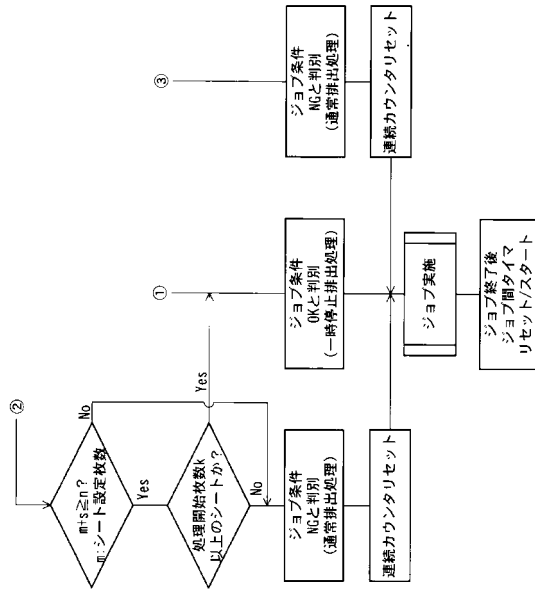 ②
m+s≧n?
m:シート設定枚数
No
Yes
処理開始枚数k
以上のシートか?
Yes
No
ジョブ条件
NGと判別
(通常排出処理)
連続カウンタリセット
①
ジョブ条件
OKと判別
(一時停止排出処理)
ジョブ実施
ジョブ終了後
ジョブ間タイマ
リセット/スタート
③
ジョブ条件
NGと判別
(通常排出処理)
連続カウンタリセット